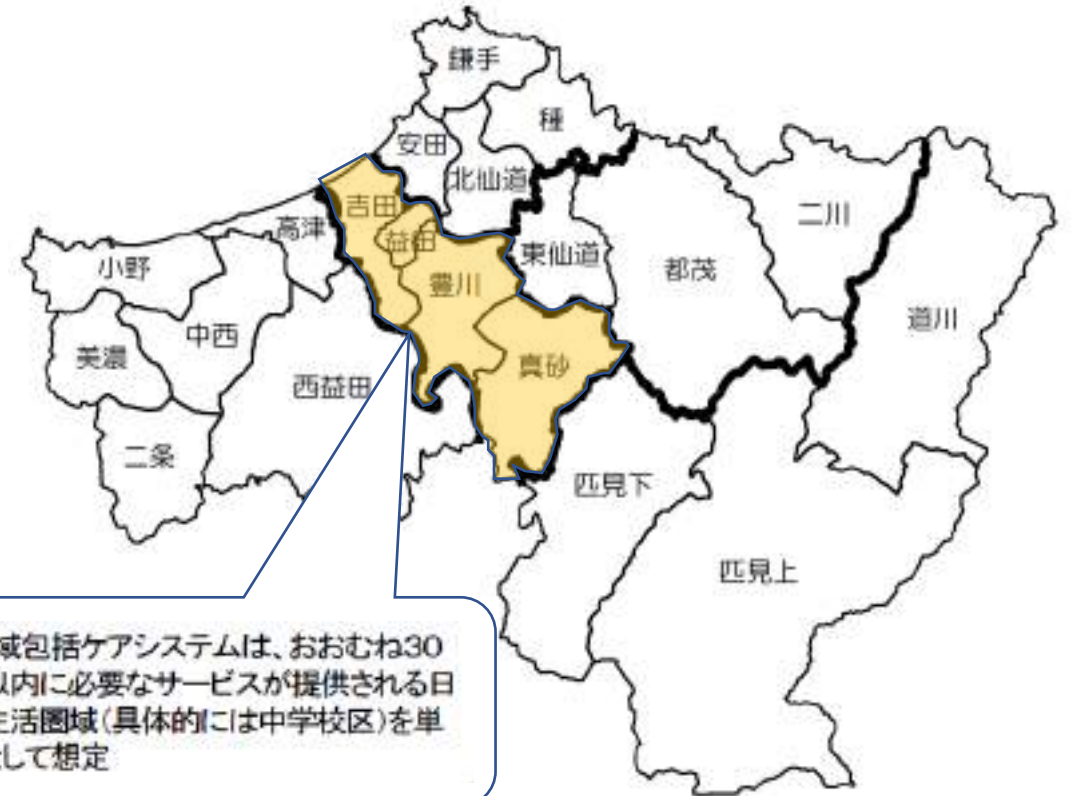 鎌手
種
安田
北仙道
吉田
二川
高津
益田
東仙道
都茂
小野
豊川
道川
中西
美濃
真砂
西益田
二条
匹見下
匹見上
域包括ケアシステムは、おおむね30
以内に必要なサービスが提供される日
生活圏域(具体的には中学校区)を単
して想定